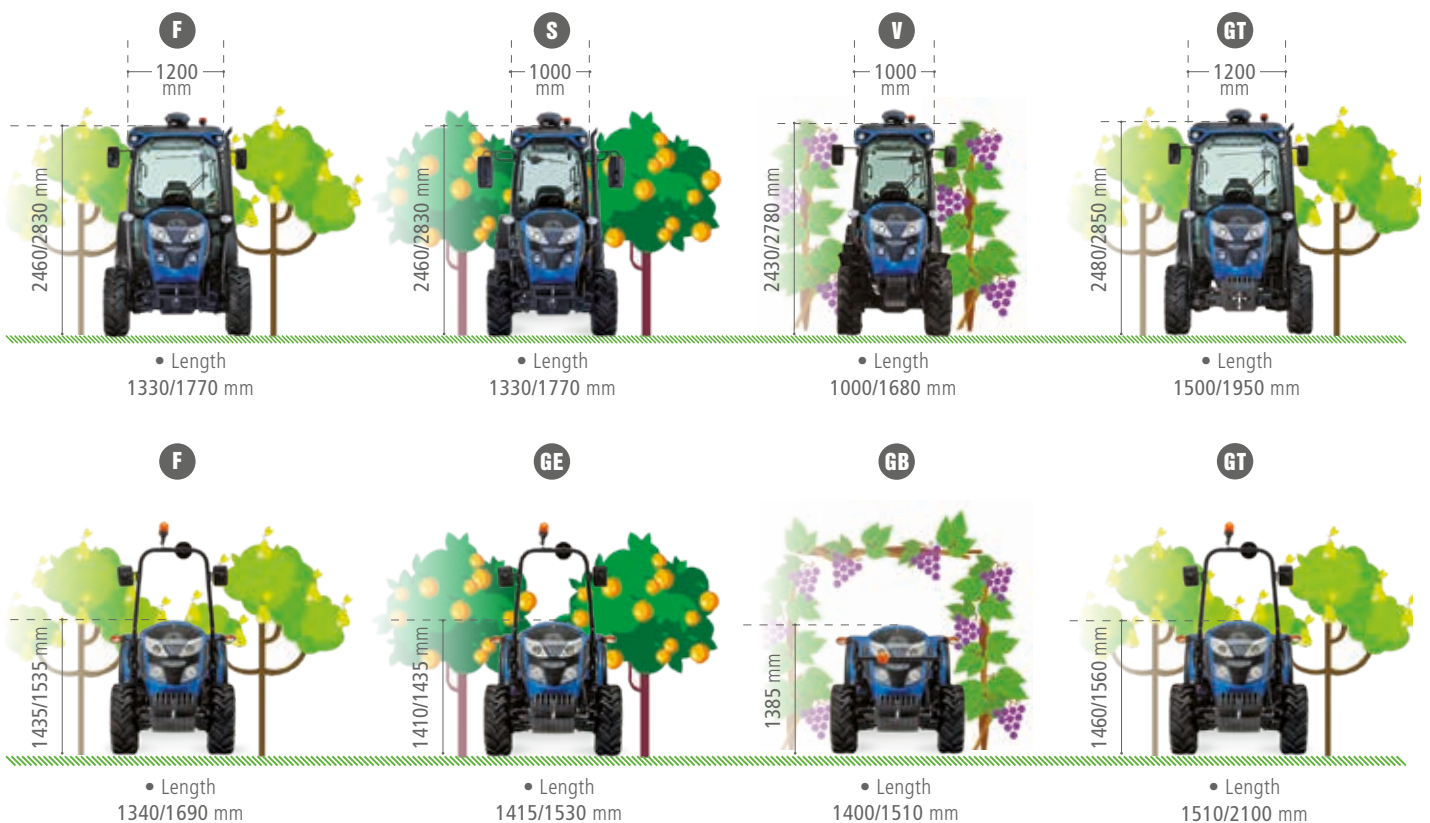 F
S
V
GT
1200
mm
1000
mm
1000
mm
1200
mm
2460/2830 mm
2460/2830 mm
2430/2780 mm
2480/2850 mm
• Length
1330/1770 mm
• Length
1330/1770 mm
• Length
1000/1680 mm
• Length
1500/1950 mm
F
GE
GB
GT
1435/1535 mm
1410/1435 mm
1385 mm
1460/1560 mm
• Length
1340/1690 mm
• Length
1415/1530 mm
• Length
1400/1510 mm
• Length
1510/2100 mm